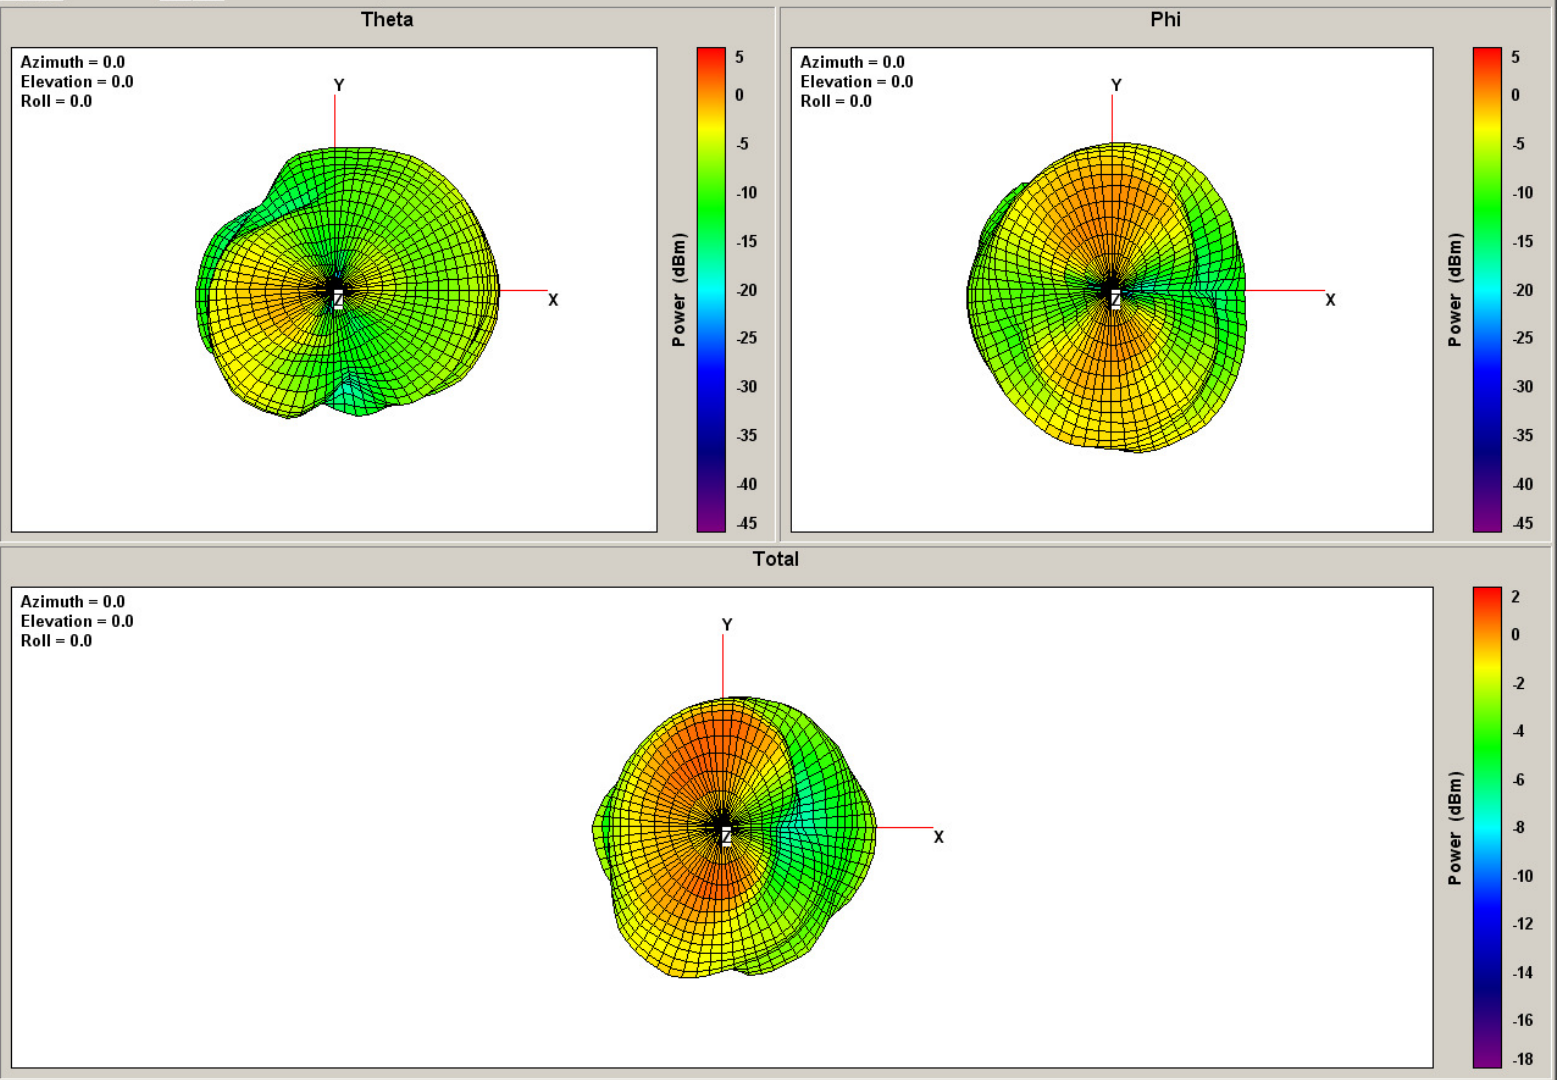 Theta
Azimuth = 0.0
Elevation = 0.0
Roll = 0.0
Y
X
Z
5
0
-5
-10
-15
-20
-25
-30
-35
-40
-45
Power (dBm)
Phi
Azimuth = 0.0
Elevation = 0.0
Roll = 0.0
Y
X
Z
5
0
-5
-10
-15
-20
-25
-30
-35
-40
-45
Power (dBm)
Total
Azimuth = 0.0
Elevation = 0.0
Roll = 0.0
Y
X
Z
2
0
-2
-4
-6
-8
-10
-12
-14
-16
-18
Power (dBm)